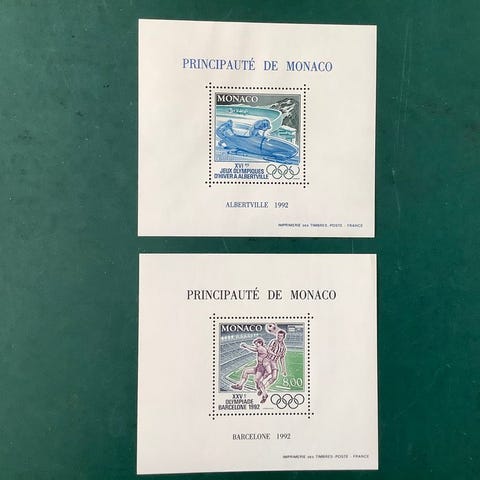 PRINCIPAUTÉ DE MONACO
MONACO
XVIes
JEUX OLYMPIQUES
D'HIVER A ALBERTVILLE
ALBERTVILLE 1992
IMPRIMERIE des TIMBRES-POSTE - FRANCE
PRINCIPAUTÉ DE MONACO
MONACO
8,00
XXVe
OLYMPIADE
BARCELONE 1992
BARCELONE 1992
IMPRIMERIE des TIMBRES-POSTE - FRANCE